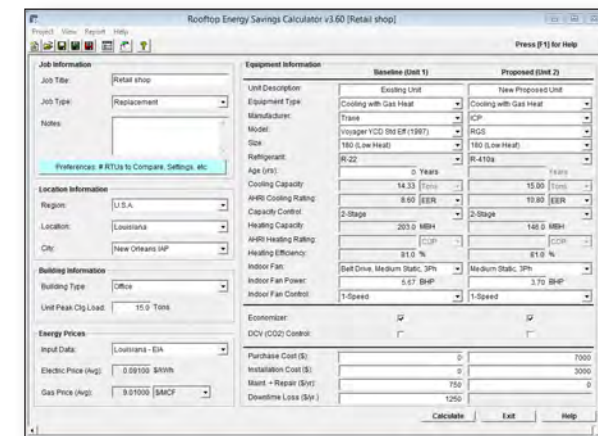 Rooftop Energy Savings Calculator v3.60 [Retail shop]
Project View Report Help
Press [F1] for Help
Job Information
Job Title: Retail shop
Job Type: Replacement
Notes:
Preferences: # RTUs to Compare, Settings, etc
Location Information
Region: U.S.A.
Location: Louisiana
City: New Orleans IAP
Building Information
Building Type: Office
Unit Peak Clg Load: 15.0 Tons
Energy Prices
Input Data: Louisiana - EIA
Electric Price (Avg): 0.09100 $/kWh
Gas Price (Avg): 9.01000 $/MCF
Equipment Information
Baseline (Unit 1) Proposed (Unit 2)
Unit Description: Existing Unit New Proposed Unit
Equipment Type: Cooling with Gas Heat Cooling with Gas Heat
Manufacturer: Trane ICP
Model: Voyager YCD Std Eff (1997) RGS
Size: 180 (Low Heat) 180 (Low Heat)
Refrigerant: R-22 R-410a
Age (yrs): 0 Years Years
Cooling Capacity: 14.33 Tons 15.00 Tons
AHRI Cooling Rating: 8.60 EER 10.80 EER
Capacity Control: 2-Stage 2-Stage
Heating Capacity: 203.0 MBH 148.0 MBH
AHRI Heating Rating: COP COP
Heating Efficiency: 81.0 % 81.0 %
Indoor Fan: Belt Drive, Medium Static, 3Ph Medium Static, 3Ph
Indoor Fan Power: 5.67 BHP 3.70 BHP
Indoor Fan Control: 1-Speed 1-Speed
Economizer:
DCV (CO2) Control:
Purchase Cost ($): 0 7000
Installation Cost ($): 0 3000
Maint. + Repair ($/yr): 750 0
Downtime Loss ($/yr.) 1250
Calculate Exit Help